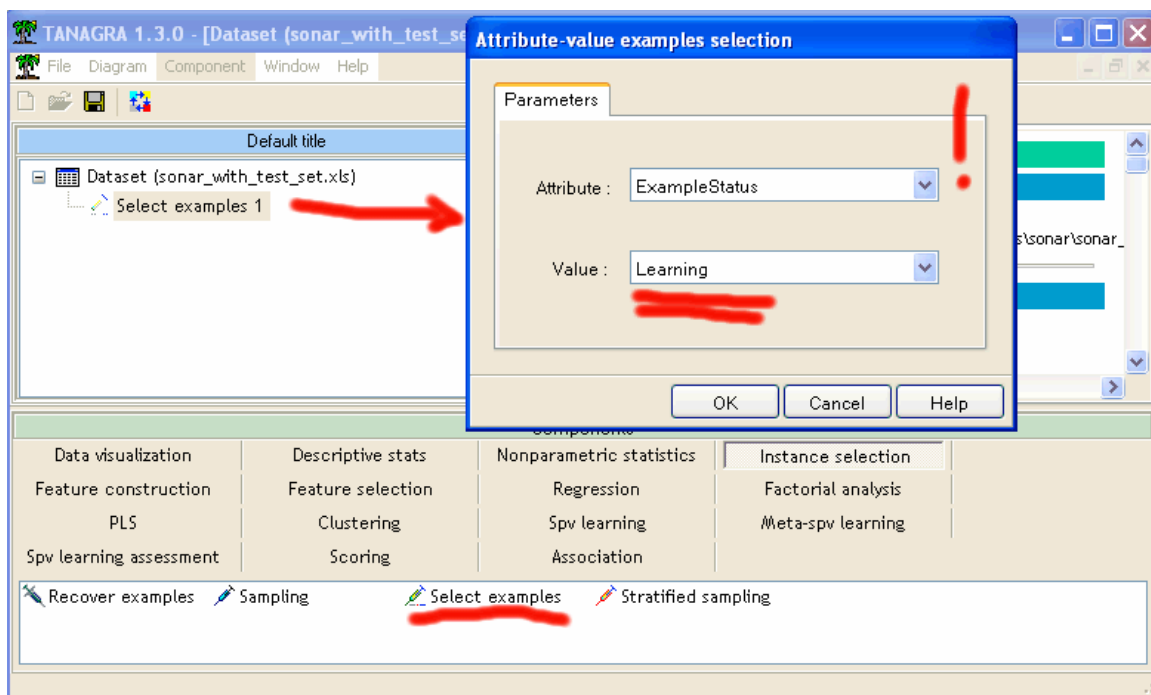 TANAGRA 1.3.0 - [Dataset (sonar_with_test_se
File Diagram Component Window Help
Default title
Dataset (sonar_with_test_set.xls)
Select examples 1
Attribute-value examples selection
Parameters
Attribute : ExampleStatus
Value : Learning
OK Cancel Help
s\sonar\sonar_
Components
Data visualization Descriptive stats Nonparametric statistics Instance selection
Feature construction Feature selection Regression Factorial analysis
PLS Clustering Spv learning Meta-spv learning
Spv learning assessment Scoring Association
Recover examples Sampling Select examples Stratified sampling